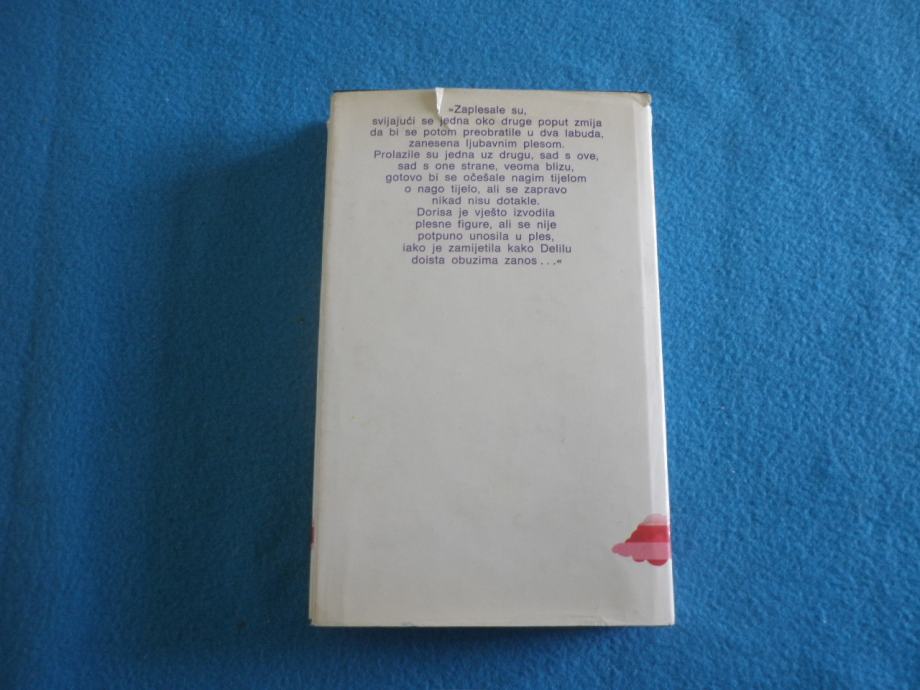 »Zaplesale su,
svijajući se jedna oko druge poput zmija
da bi se potom preobratile u dva labuda,
zanesena ljubavnim plesom.
Prolazile su jedna uz drugu, sad s ove,
sad s one strane, veoma blizu,
gotovo bi se očešale nagim tijelom
o nago tijelo, ali se zapravo
nikad nisu dotakle.
Dorisa je vješto izvodila
plesne figure, ali se nije
potpuno unosila u ples,
iako je zamijetila kako Delilu
doista obuzima zanos...«